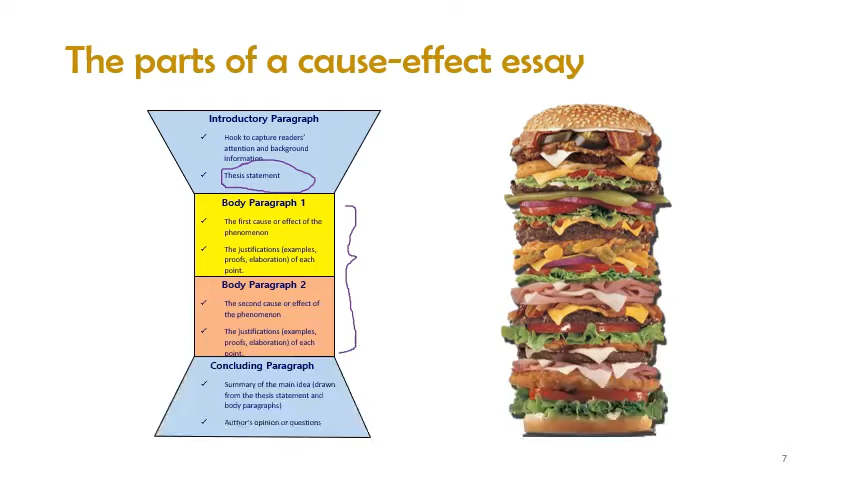 The parts of a cause-effect essay
Introductory Paragraph
✓ Hook to capture readers'
attention and background
information
✓ Thesis statement
Body Paragraph 1
✓ The first cause or effect of the
phenomenon
✓ The justifications (examples,
proofs, elaboration) of each
point.
Body Paragraph 2
✓ The second cause or effect of
the phenomenon
✓ The justifications (examples,
proofs, elaboration) of each
point.
Concluding Paragraph
✓ Summary of the main idea (drawn
from the thesis statement and
body paragraphs)
✓ Author's opinion or questions
7